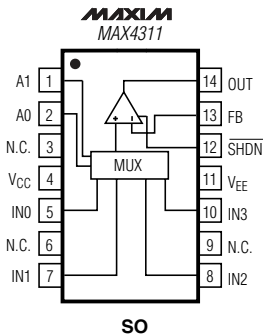 MAXIM
MAX4311
A1 1
14 OUT
A0 2
13 FB
N.C. 3
12 SHDN
VCC 4
11 VEE
IN0 5
10 IN3
N.C. 6
9 N.C.
IN1 7
8 IN2
+ −
MUX
SO